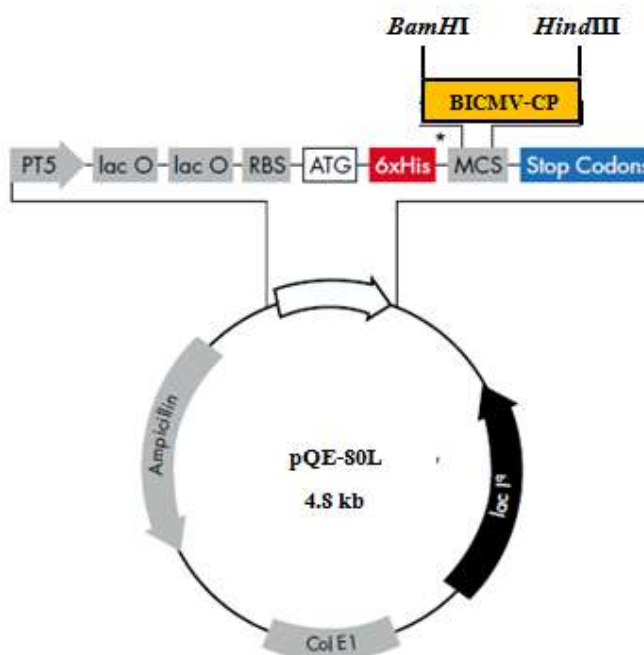 BamHI HindIII
BICMV-CP
*
PT5 lac O lac O RBS ATG 6xHis MCS Stop Codons
Ampicillin
pQE-80L
4.8 kb
lac Iq
Col E1